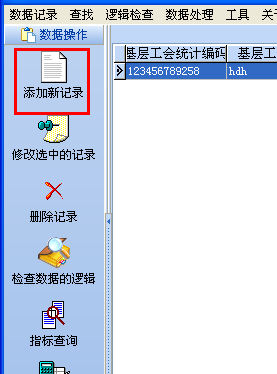 数据记录 查找 逻辑检查 数据处理 工具
数据操作
基层工会统计编码 基层工
添加新记录
123456789258 hdh
修改选中的记录
删除记录
检查数据的逻辑
指标查询